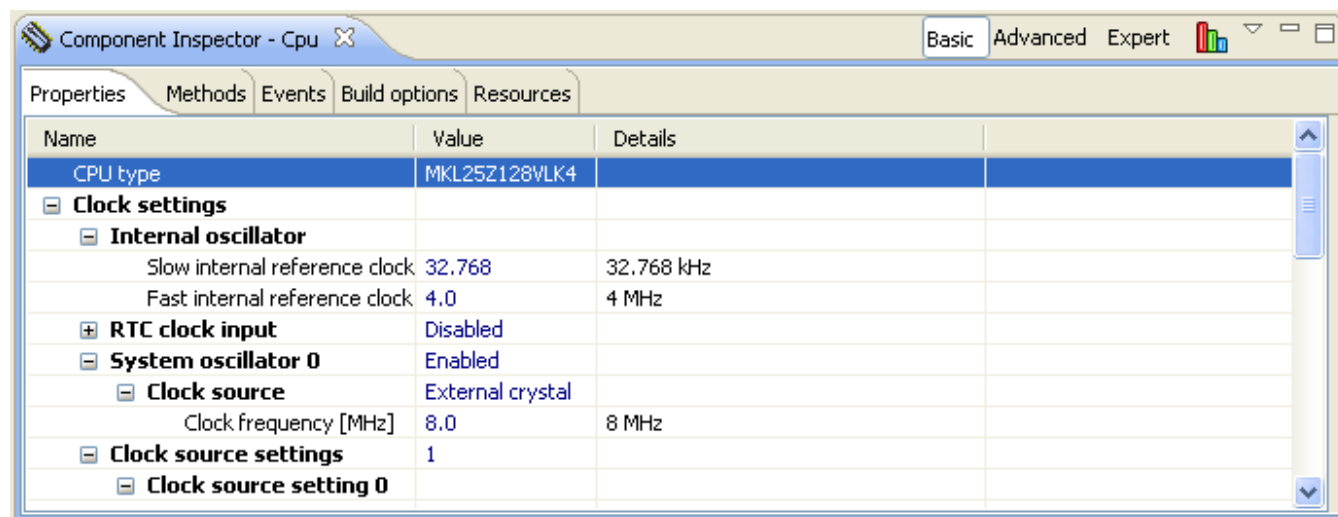 Component Inspector - Cpu Basic Advanced Expert
Properties Methods Events Build options Resources
Name Value Details
CPU type MKL25Z128VLK4
Clock settings
Internal oscillator
Slow internal reference clock 32.768 32.768 kHz
Fast internal reference clock 4.0 4 MHz
RTC clock input Disabled
System oscillator 0 Enabled
Clock source External crystal
Clock frequency [MHz] 8.0 8 MHz
Clock source settings 1
Clock source setting 0